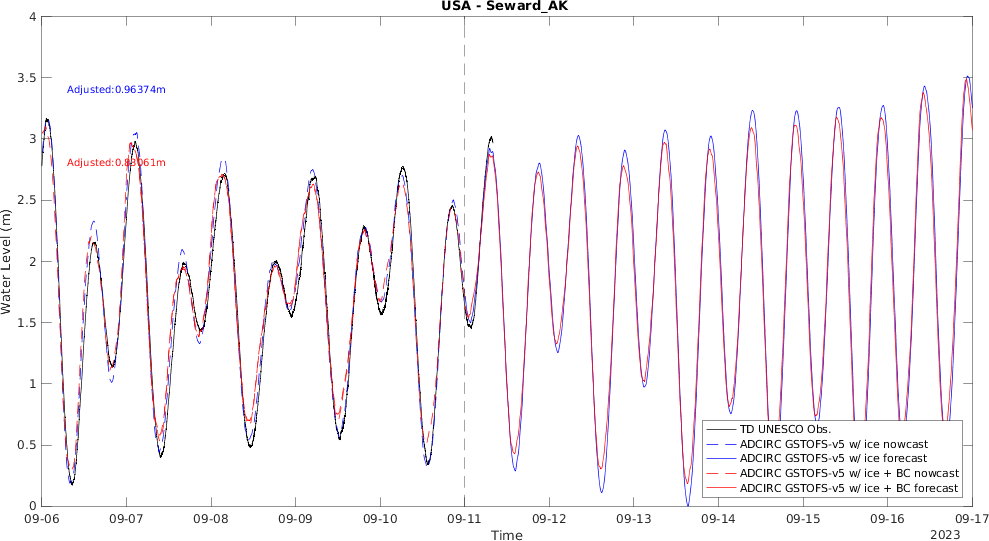 USA - Seward_AK
4
3.5
3
2.5
2
1.5
1
0.5
0
Water Level (m)
Adjusted:0.96374m
Adjusted:0.83061m
TD UNESCO Obs.
ADCIRC GSTOFS-v5 w/ ice nowcast
ADCIRC GSTOFS-v5 w/ ice forecast
ADCIRC GSTOFS-v5 w/ ice + BC nowcast
ADCIRC GSTOFS-v5 w/ ice + BC forecast
09-06 09-07 09-08 09-09 09-10 09-11 09-12 09-13 09-14 09-15 09-16 09-17
Time
2023